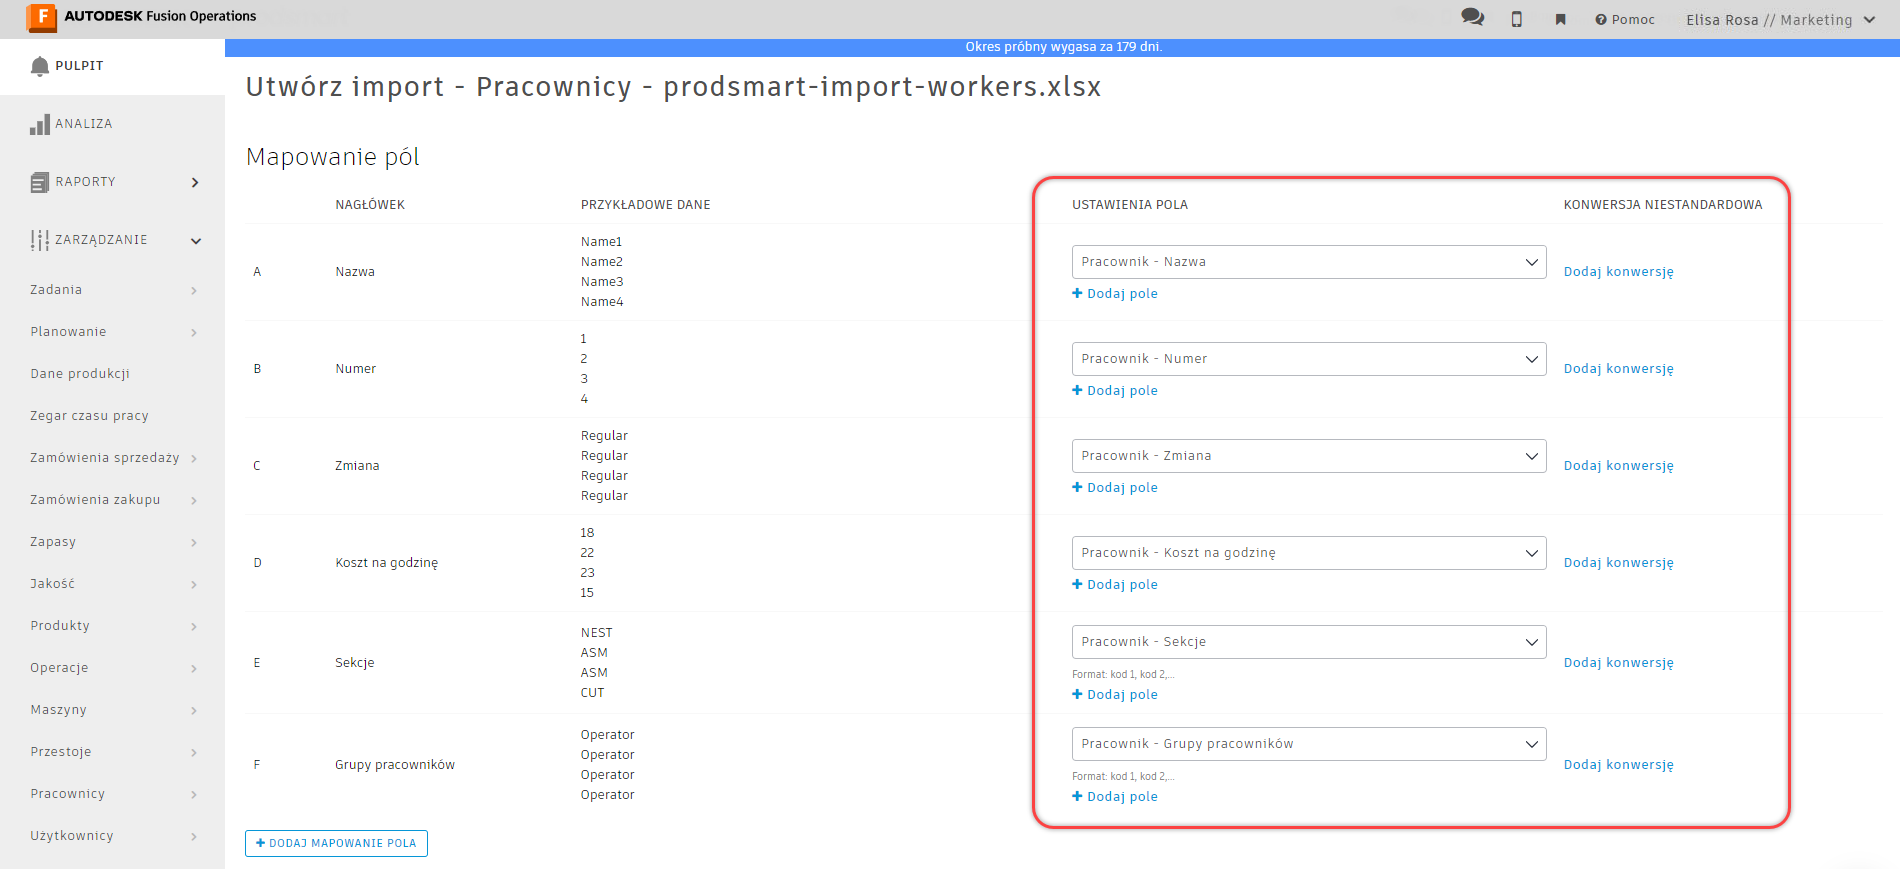 AUTODESK Fusion Operations
Pomoc
Elisa Rosa // Marketing
Okres próbny wygasa za 179 dni.
PULPIT
ANALIZA
RAPORTY
ZARZĄDZANIE
Zadania
Planowanie
Dane produkcji
Zegar czasu pracy
Zamówienia sprzedaży
Zamówienia zakupu
Zapasy
Jakość
Produkty
Operacje
Maszyny
Przestoje
Pracownicy
Użytkownicy
Utwórz import - Pracownicy - prodsmart-import-workers.xlsx
Mapowanie pól
NAGŁÓWEK PRZYKŁADOWE DANE USTAWIENIA POLA KONWERSJA NIESTANDARDOWA
A
Nazwa
Name1
Name2
Name3
Name4
Pracownik - Nazwa
+ Dodaj pole
Dodaj konwersję
B
Numer
1
2
3
4
Pracownik - Numer
+ Dodaj pole
Dodaj konwersję
C
Zmiana
Regular
Regular
Regular
Regular
Pracownik - Zmiana
+ Dodaj pole
Dodaj konwersję
D
Koszt na godzinę
18
22
23
15
Pracownik - Koszt na godzinę
+ Dodaj pole
Dodaj konwersję
E
Sekcje
NEST
ASM
ASM
CUT
Pracownik - Sekcje
Format: kod 1, kod 2,...
+ Dodaj pole
Dodaj konwersję
F
Grupy pracowników
Operator
Operator
Operator
Operator
Pracownik - Grupy pracowników
Format: kod 1, kod 2,...
+ Dodaj pole
Dodaj konwersję
+ DODAJ MAPOWANIE POLA